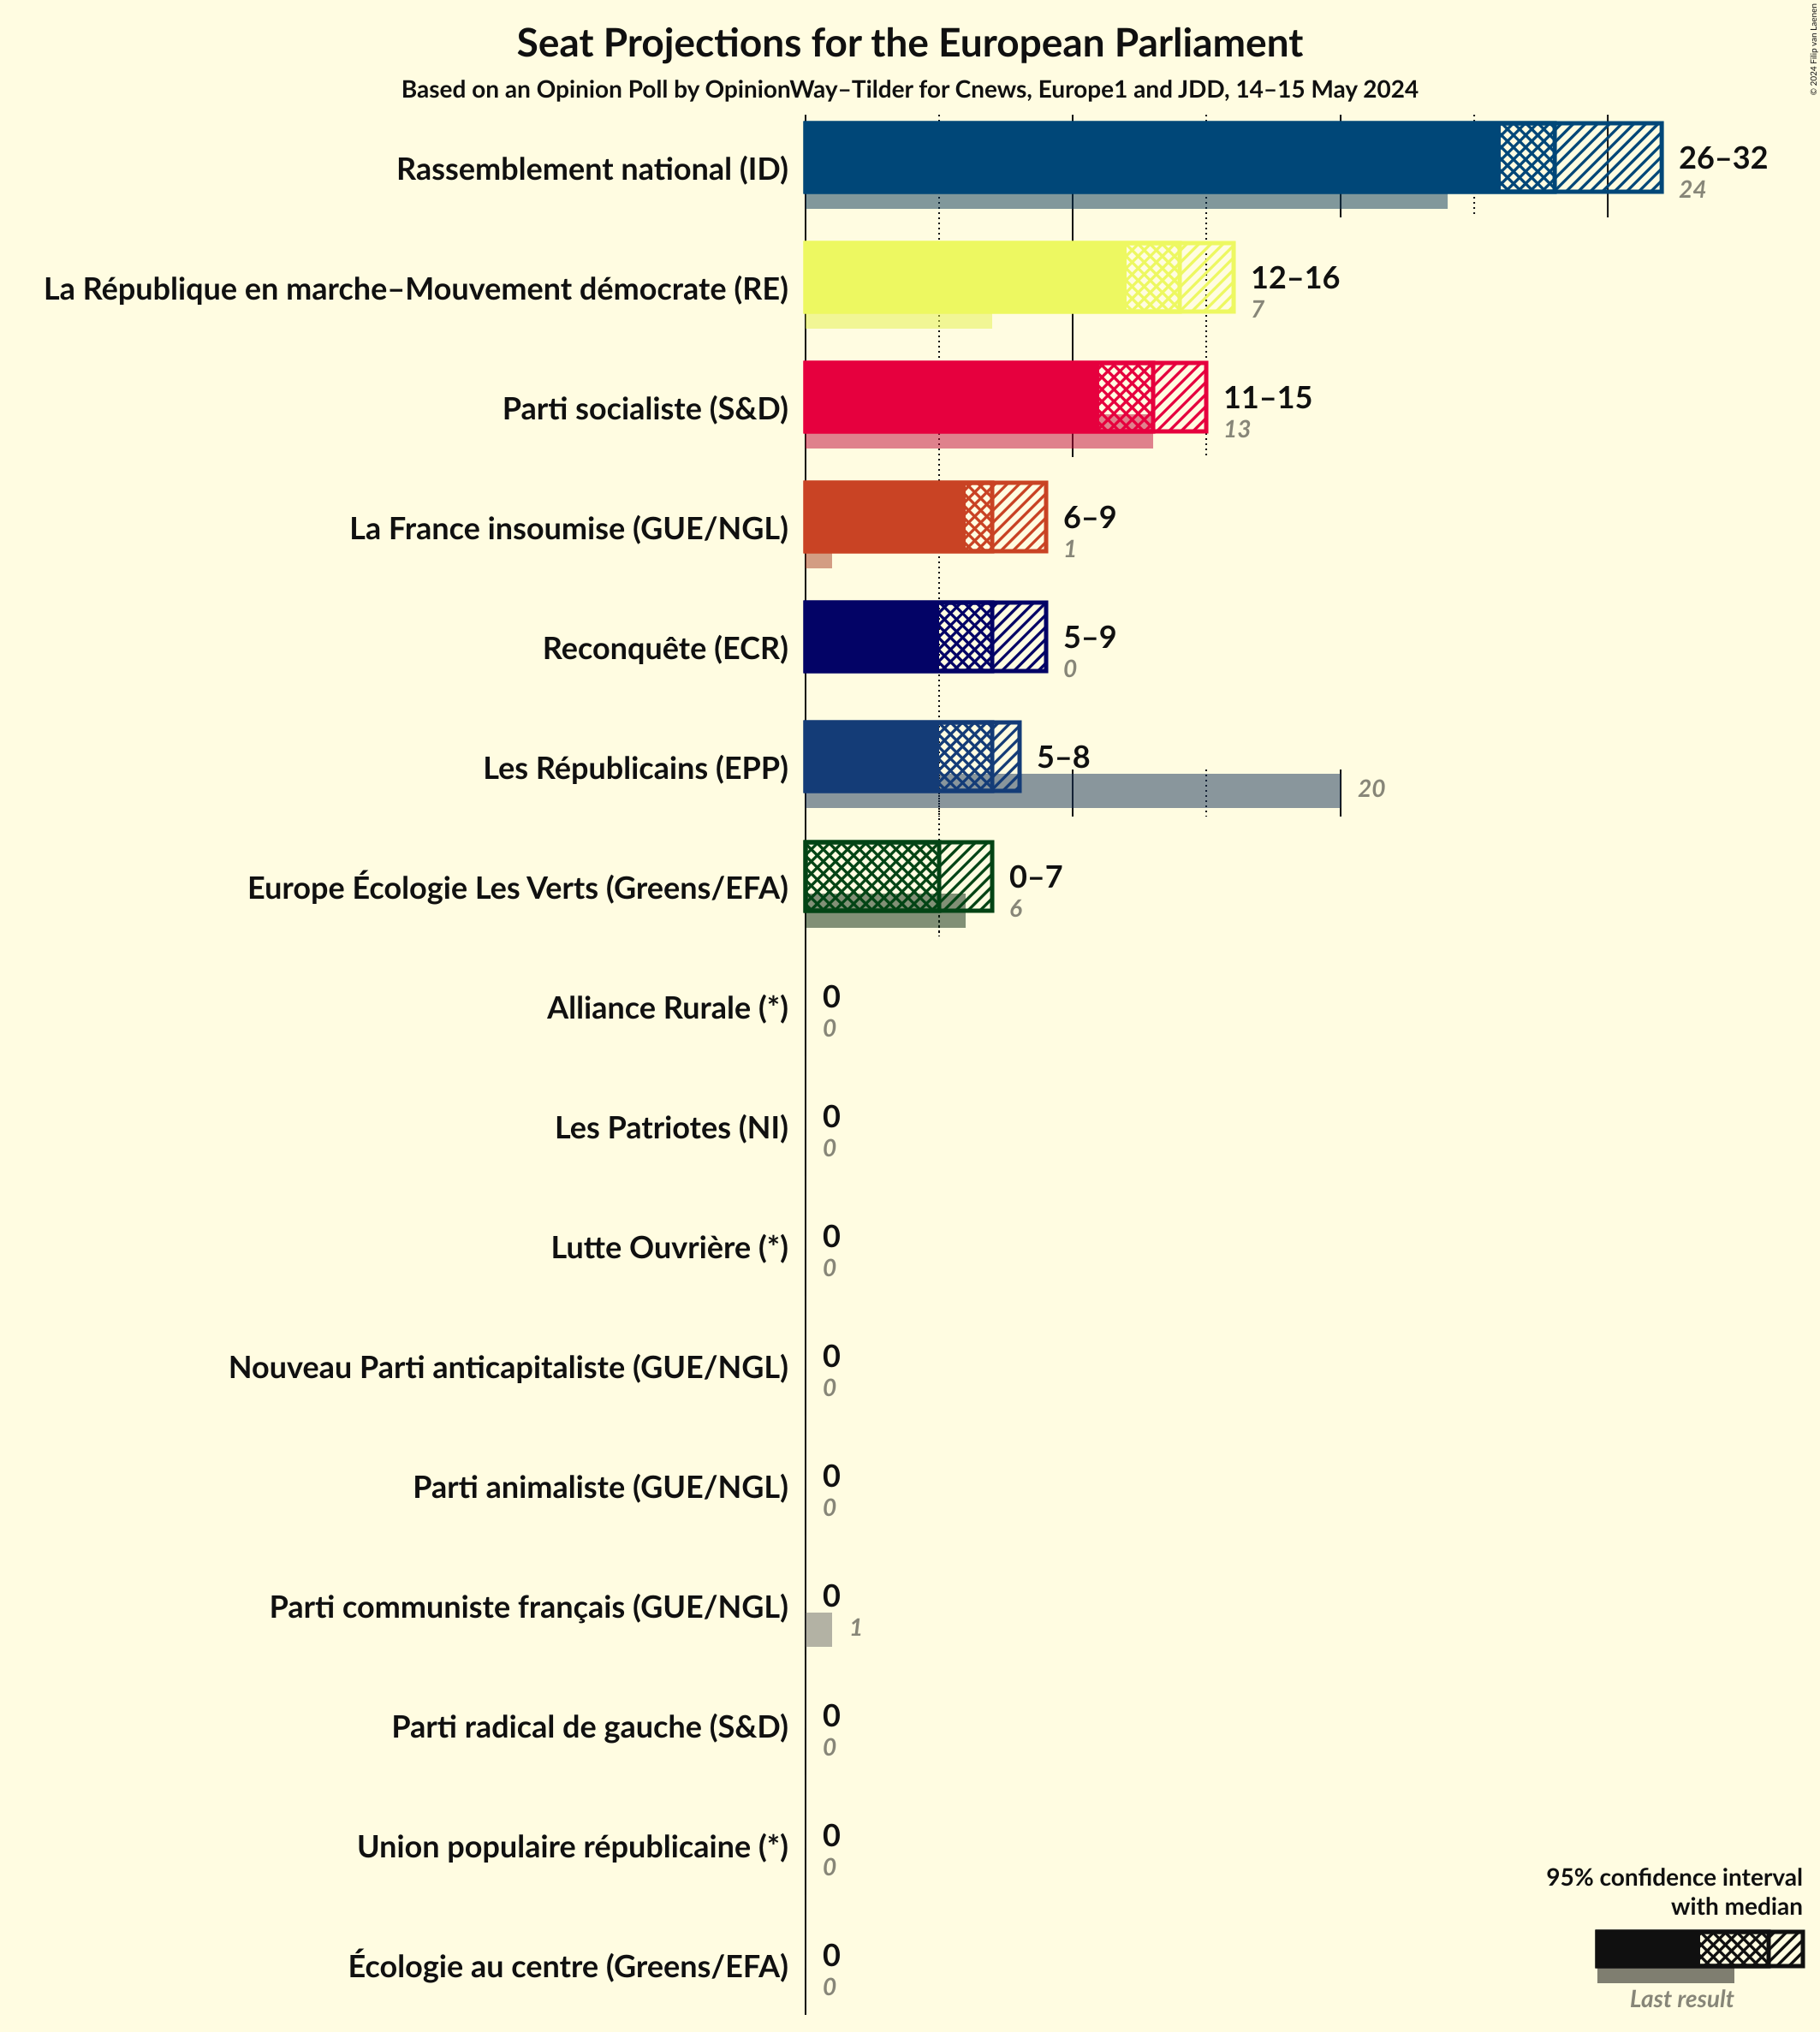 Seat Projections for the European Parliament
Based on an Opinion Poll by OpinionWay–Tilder for Cnews, Europe1 and JDD, 14–15 May 2024
© 2024 Filip van Laenen
Rassemblement national (ID)
26–32
24
La République en marche–Mouvement démocrate (RE)
12–16
7
Parti socialiste (S&D)
11–15
13
La France insoumise (GUE/NGL)
6–9
1
Reconquête (ECR)
5–9
0
Les Républicains (EPP)
5–8
20
Europe Écologie Les Verts (Greens/EFA)
0–7
6
Alliance Rurale (*)
0
0
Les Patriotes (NI)
0
0
Lutte Ouvrière (*)
0
0
Nouveau Parti anticapitaliste (GUE/NGL)
0
0
Parti animaliste (GUE/NGL)
0
0
Parti communiste français (GUE/NGL)
0
1
Parti radical de gauche (S&D)
0
0
Union populaire républicaine (*)
0
0
Écologie au centre (Greens/EFA)
0
0
95% confidence interval
with median
Last result